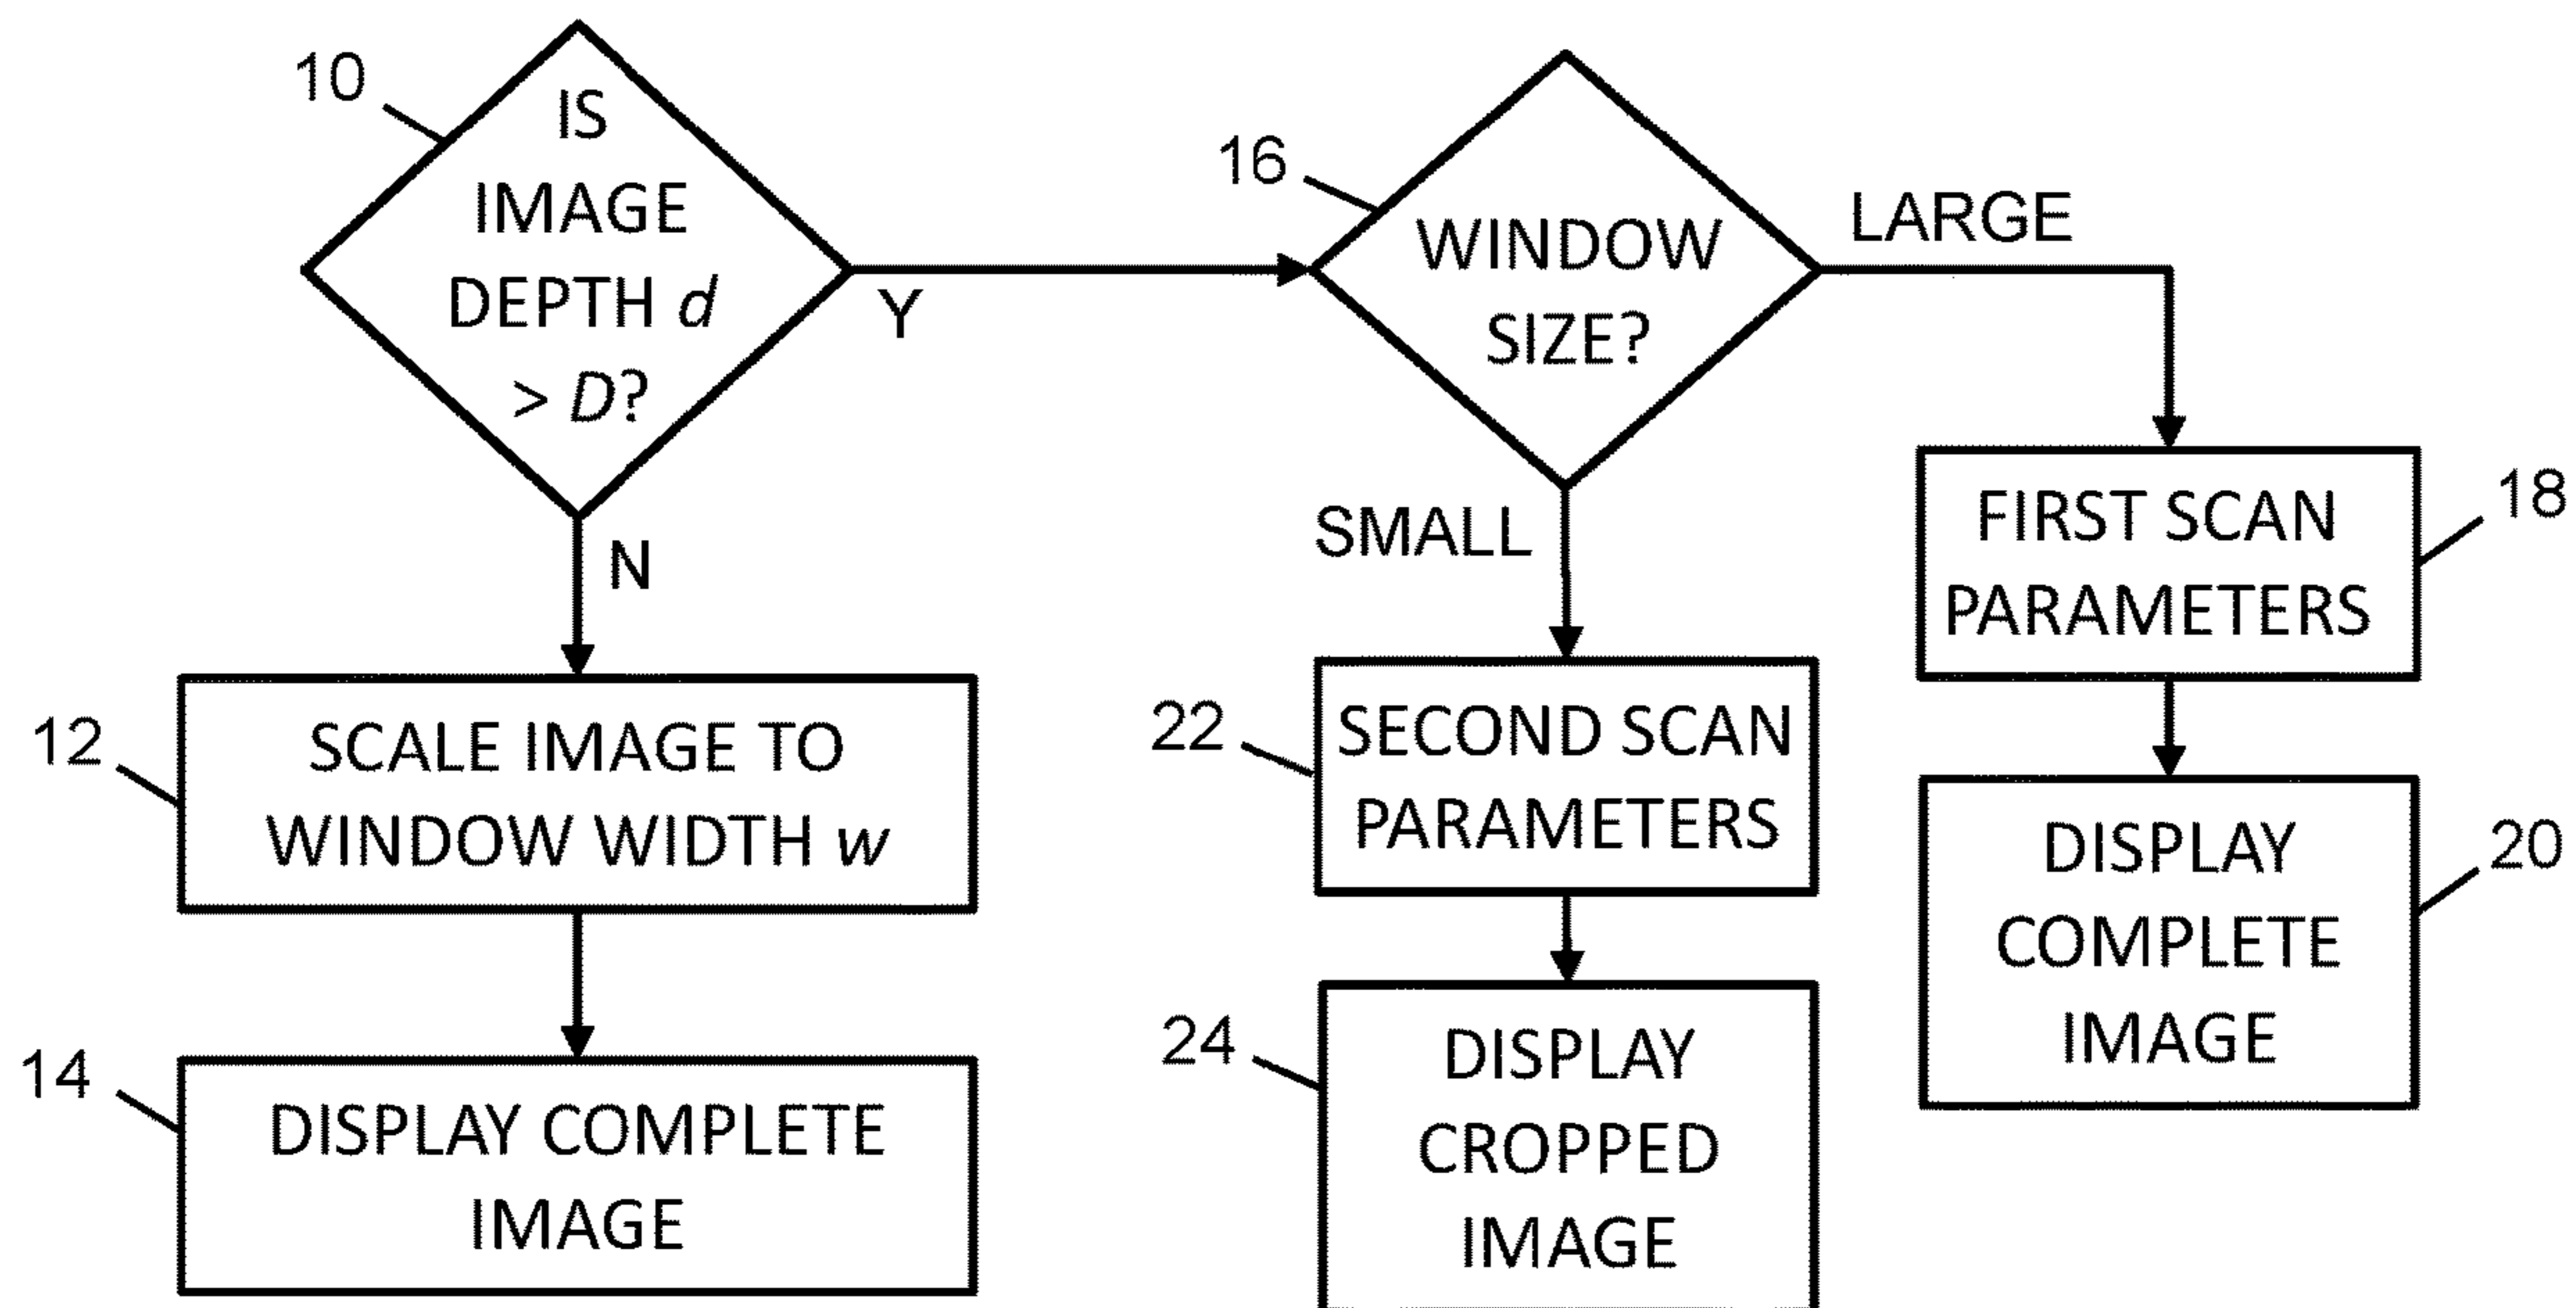 10
IS
IMAGE
DEPTH d
> D?
Y
N
12
SCALE IMAGE TO
WINDOW WIDTH w
14
DISPLAY COMPLETE
IMAGE
16
WINDOW
SIZE?
LARGE
SMALL
22
SECOND SCAN
PARAMETERS
24
DISPLAY
CROPPED
IMAGE
18
FIRST SCAN
PARAMETERS
20
DISPLAY
COMPLETE
IMAGE